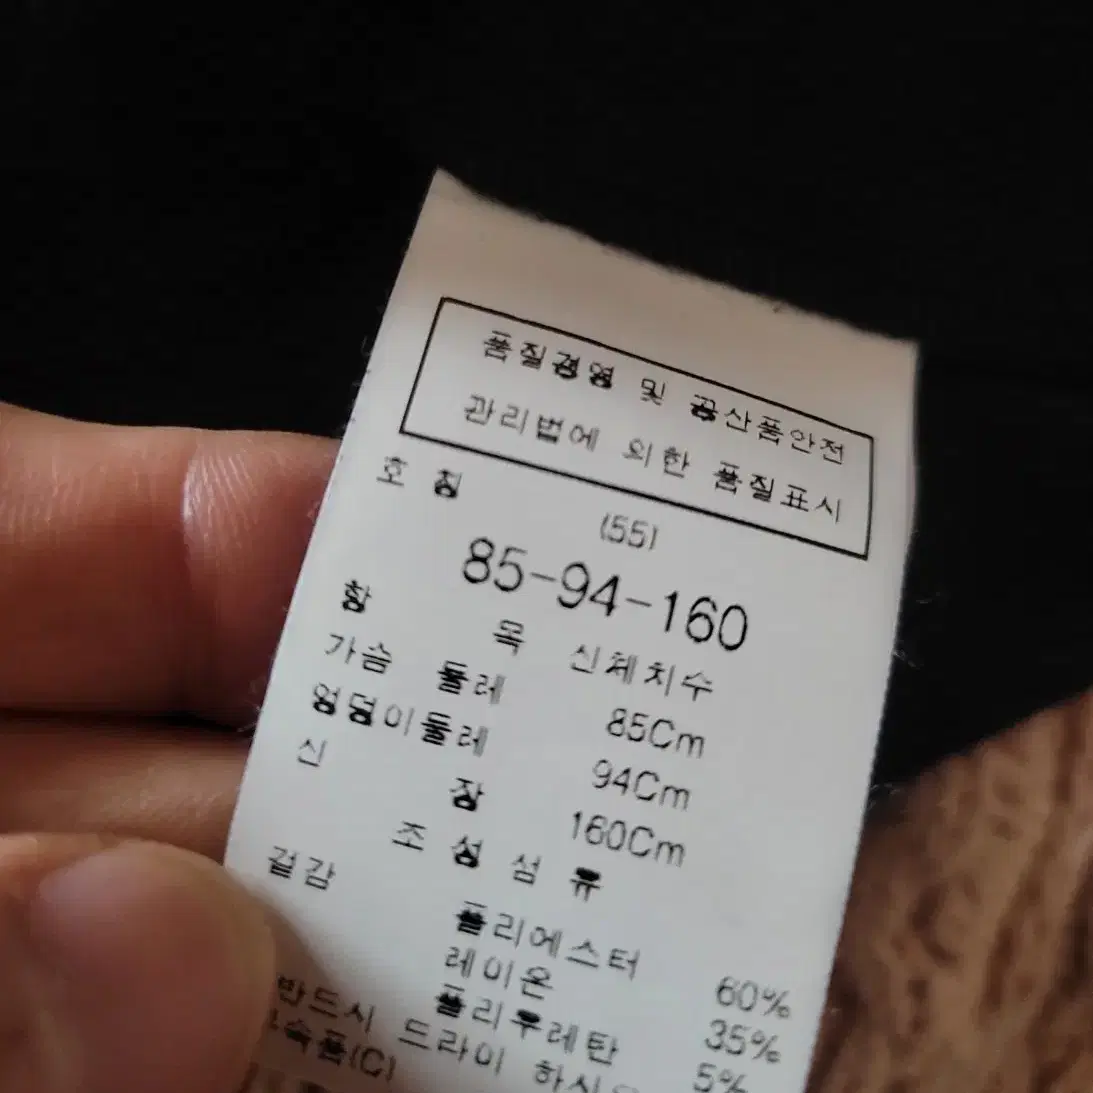 품질경영 및 공산품안전
관리법에 의한 품질표시
호 칭
(55)
85-94-160
항 목 신체치수
가슴 둘레 85Cm
엉덩이둘레 94Cm
신 장 160Cm
조 성 섬 유
겉감
폴리에스터 60%
레이온 35%
폴리우레탄 5%
반드시 드라이
속품(C)